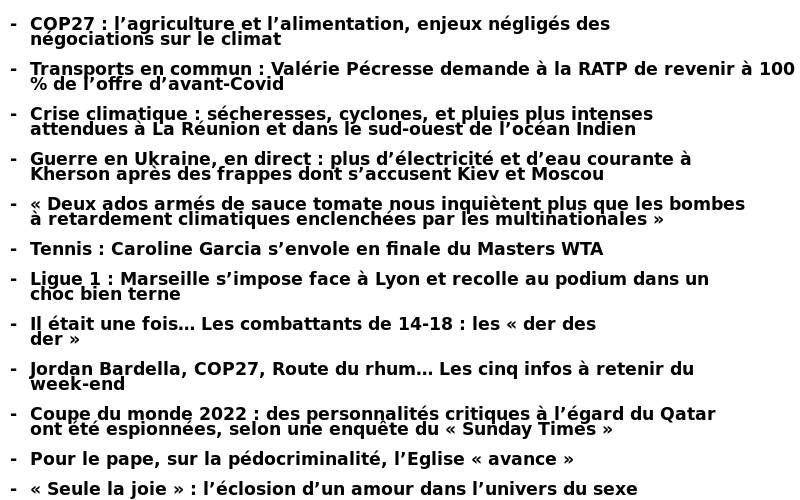 - COP27 : l’agriculture et l’alimentation, enjeux négligés des
négociations sur le climat
- Transports en commun : Valérie Pécresse demande à la RATP de revenir à 100
% de l’offre d’avant-Covid
- Crise climatique : sécheresses, cyclones, et pluies plus intenses
attendues à La Réunion et dans le sud-ouest de l’océan Indien
- Guerre en Ukraine, en direct : plus d’électricité et d’eau courante à
Kherson après des frappes dont s’accusent Kiev et Moscou
- « Deux ados armés de sauce tomate nous inquiètent plus que les bombes
à retardement climatiques enclenchées par les multinationales »
- Tennis : Caroline Garcia s’envole en finale du Masters WTA
- Ligue 1 : Marseille s’impose face à Lyon et recolle au podium dans un
choc bien terne
- Il était une fois… Les combattants de 14-18 : les « der des
der »
- Jordan Bardella, COP27, Route du rhum… Les cinq infos à retenir du
week-end
- Coupe du monde 2022 : des personnalités critiques à l’égard du Qatar
ont été espionnées, selon une enquête du « Sunday Times »
- Pour le pape, sur la pédocriminalité, l’Eglise « avance »
- « Seule la joie » : l’éclosion d’un amour dans l’univers du sexe